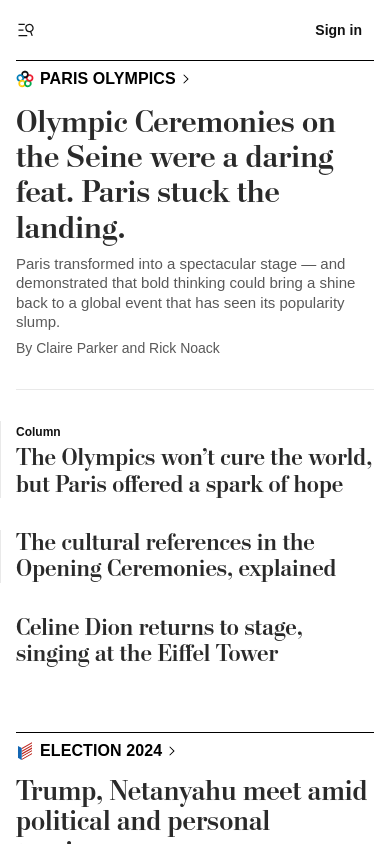 Sign in
PARIS OLYMPICS
Olympic Ceremonies on
the Seine were a daring
feat. Paris stuck the
landing.
Paris transformed into a spectacular stage — and
demonstrated that bold thinking could bring a shine
back to a global event that has seen its popularity
slump.
By Claire Parker and Rick Noack
Column
The Olympics won’t cure the world,
but Paris offered a spark of hope
The cultural references in the
Opening Ceremonies, explained
Celine Dion returns to stage,
singing at the Eiffel Tower
ELECTION 2024
Trump, Netanyahu meet amid
political and personal